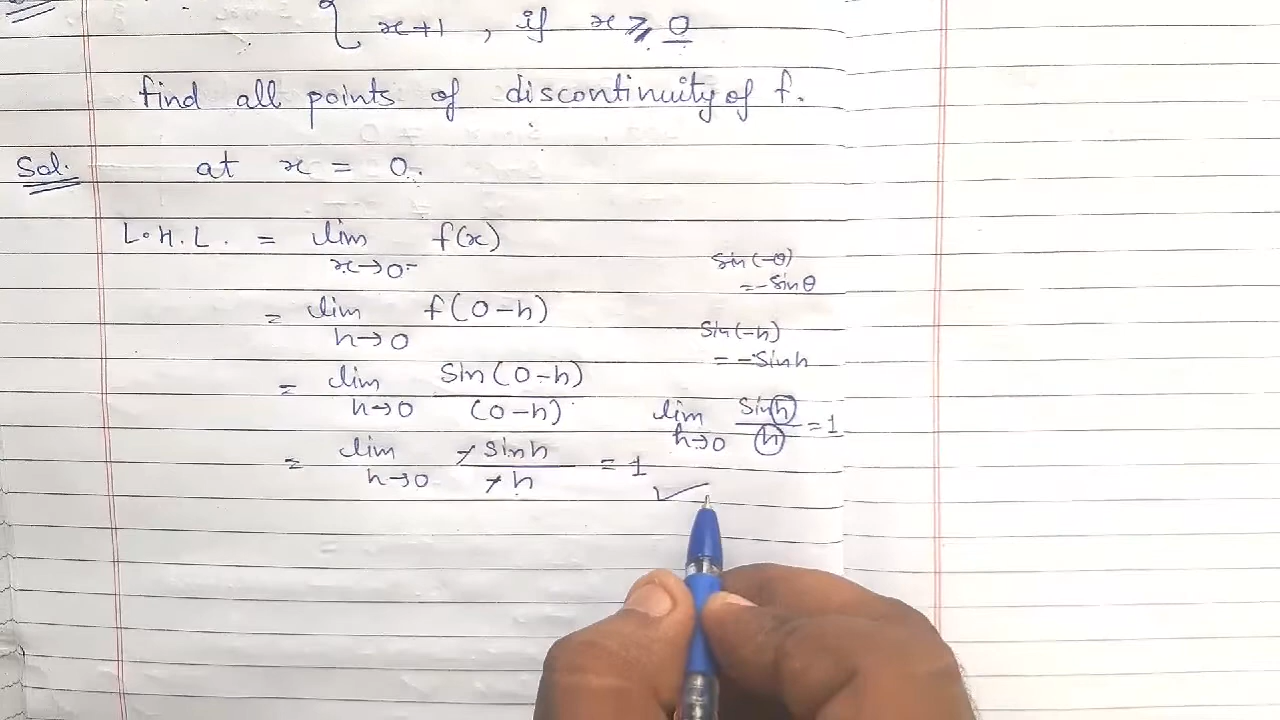 { x+1 , if x ⩾ 0
find all points of discontinuity of f.
Sol. at x = 0.
L.H.L. = lim x→0- f(x)
= lim h→0 f(0-h)
= lim h→0 sin(0-h)/(0-h)
= lim h→0 -sinh/-h = 1
sin(-θ)
= -sinθ
sin(-h)
= -sinh
lim h→0 sinh/h = 1